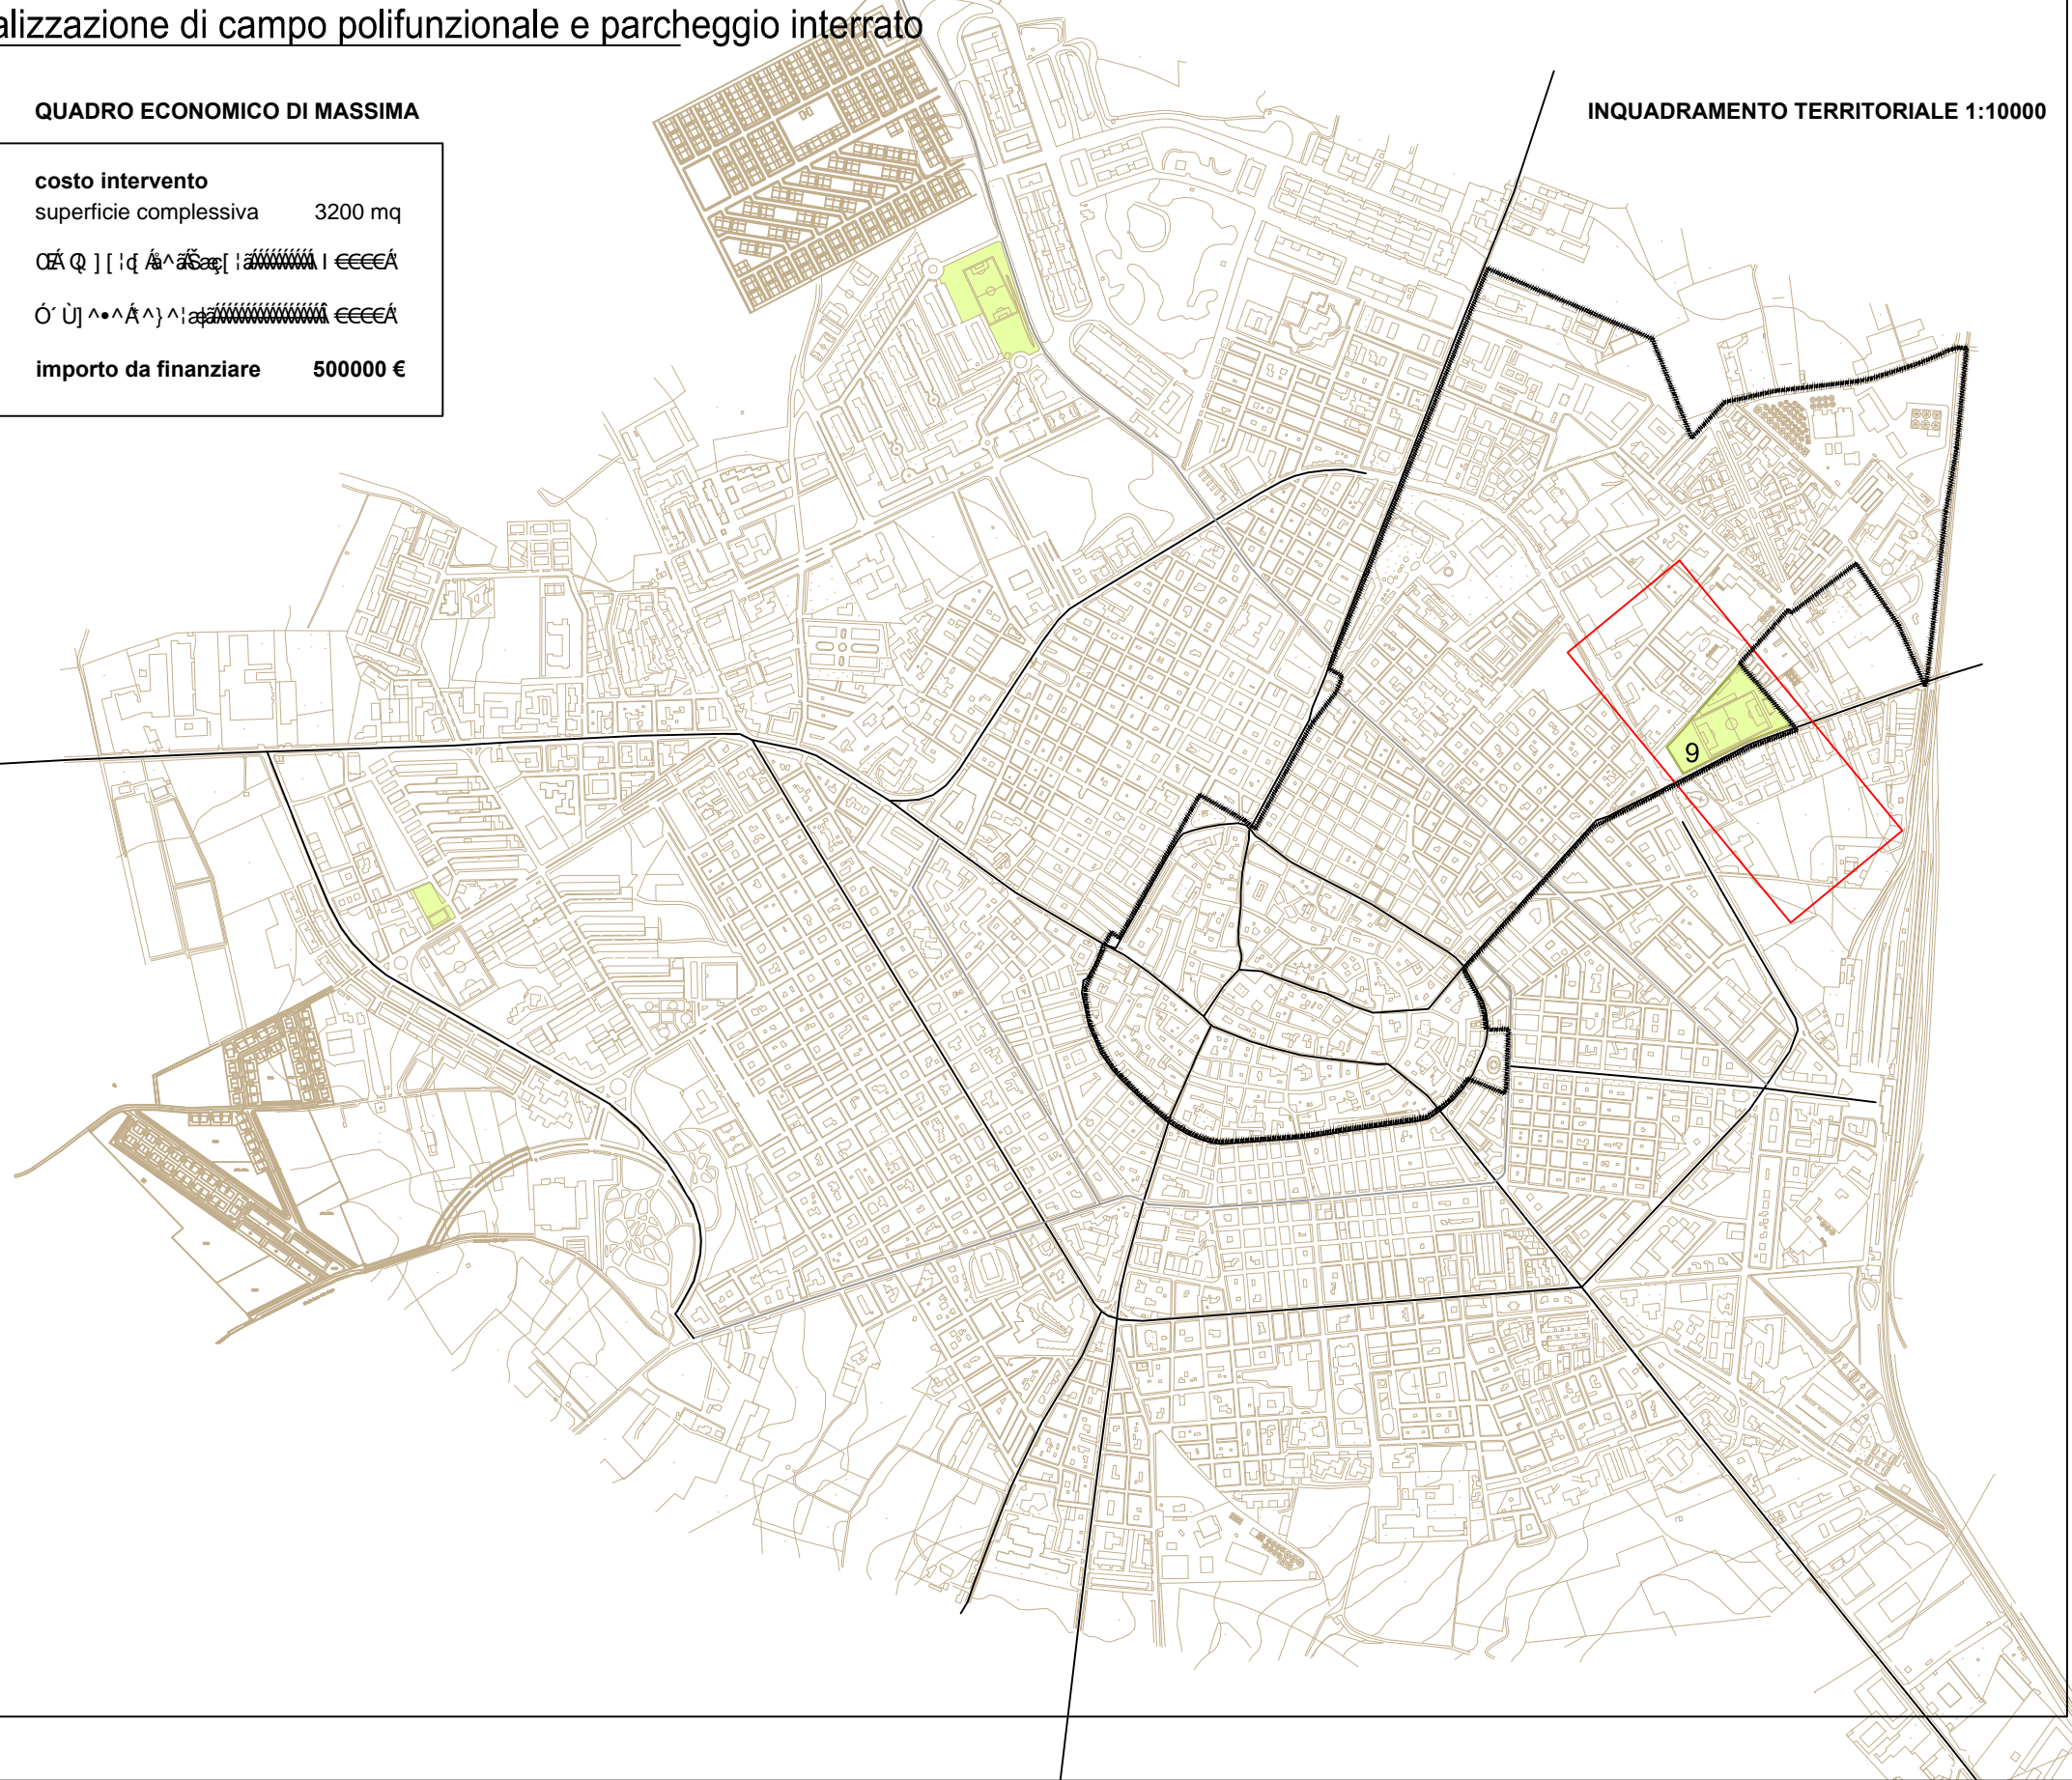 alizzazione di campo polifunzionale e parcheggio interrato
QUADRO ECONOMICO DI MASSIMA
INQUADRAMENTO TERRITORIALE 1:10000
costo intervento
superficie complessiva 3200 mq
importo da finanziare 500000 €
9